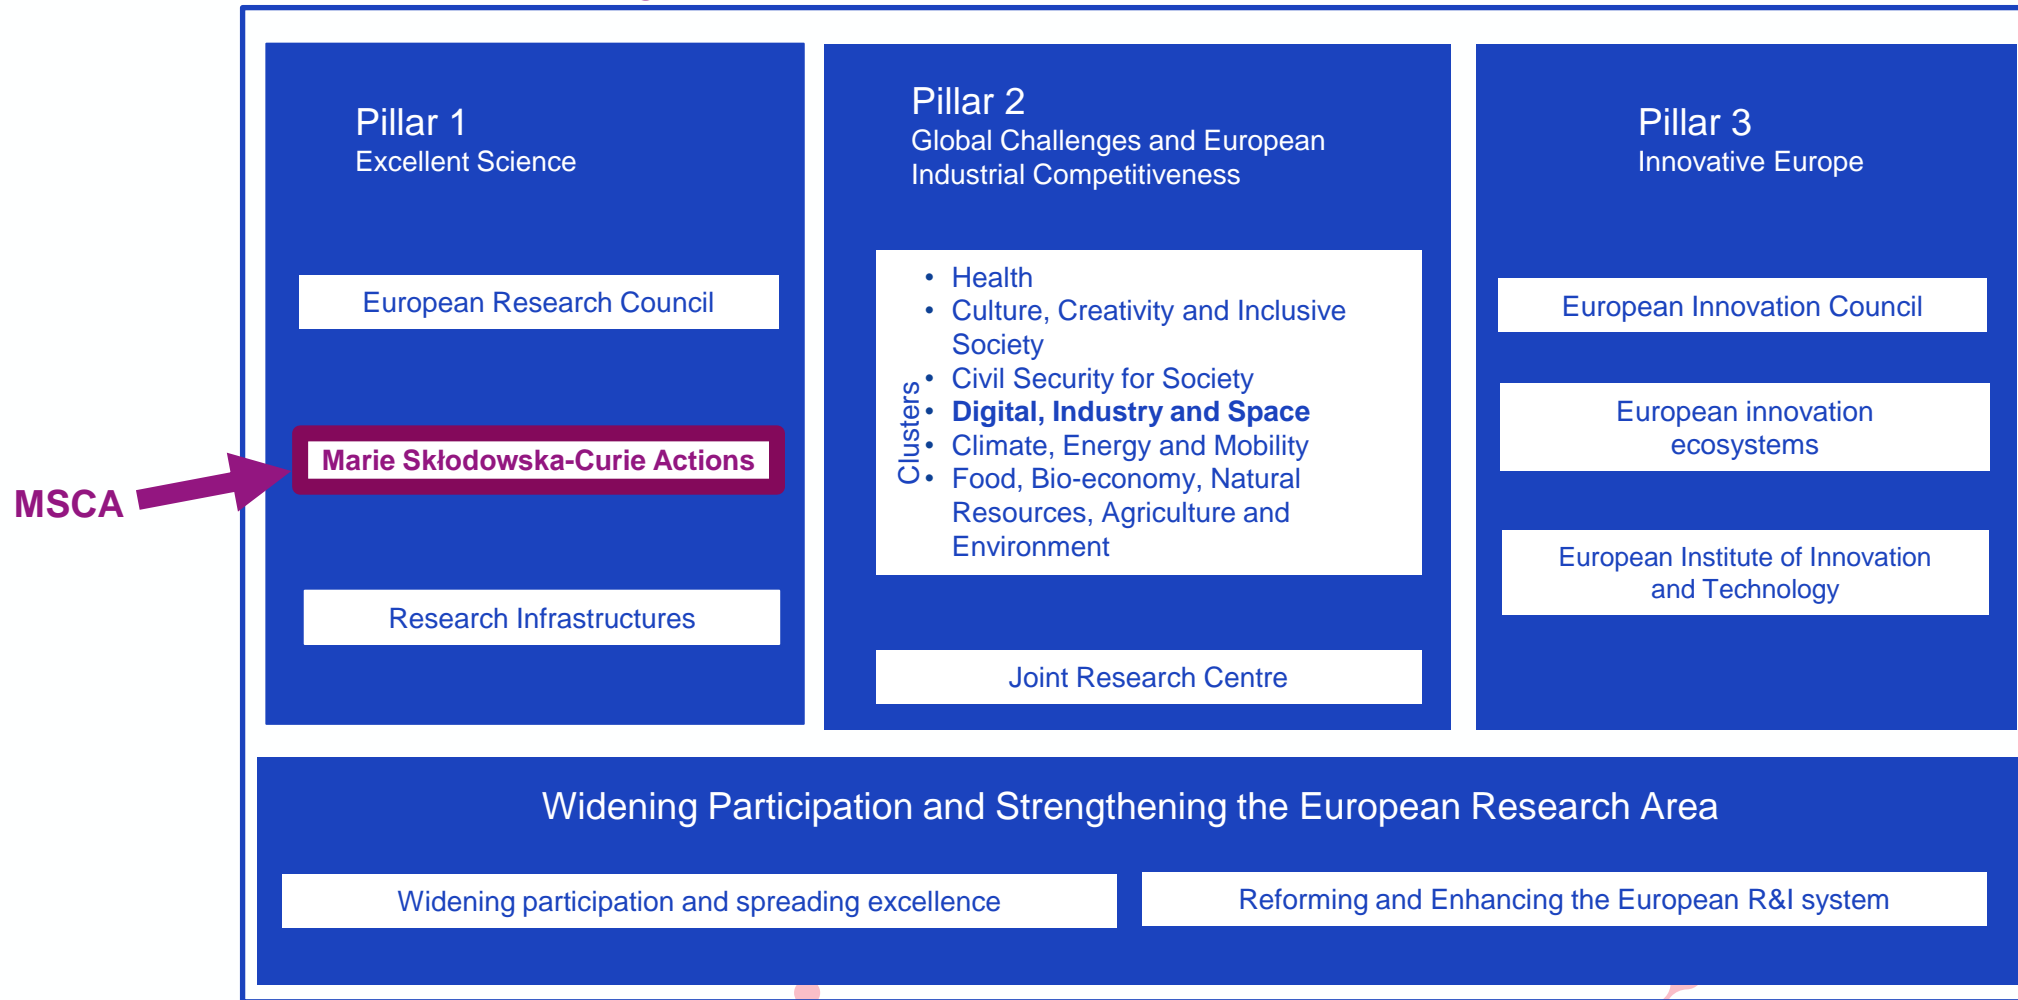 Pillar 1
Excellent Science
European Research Council
MSCA
Marie Skłodowska-Curie Actions
Research Infrastructures
Pillar 2
Global Challenges and European
Industrial Competitiveness
Clusters
• Health
• Culture, Creativity and Inclusive
Society
• Civil Security for Society
• Digital, Industry and Space
• Climate, Energy and Mobility
• Food, Bio-economy, Natural
Resources, Agriculture and
Environment
Joint Research Centre
Pillar 3
Innovative Europe
European Innovation Council
European innovation
ecosystems
European Institute of Innovation
and Technology
Widening Participation and Strengthening the European Research Area
Widening participation and spreading excellence
Reforming and Enhancing the European R&I system